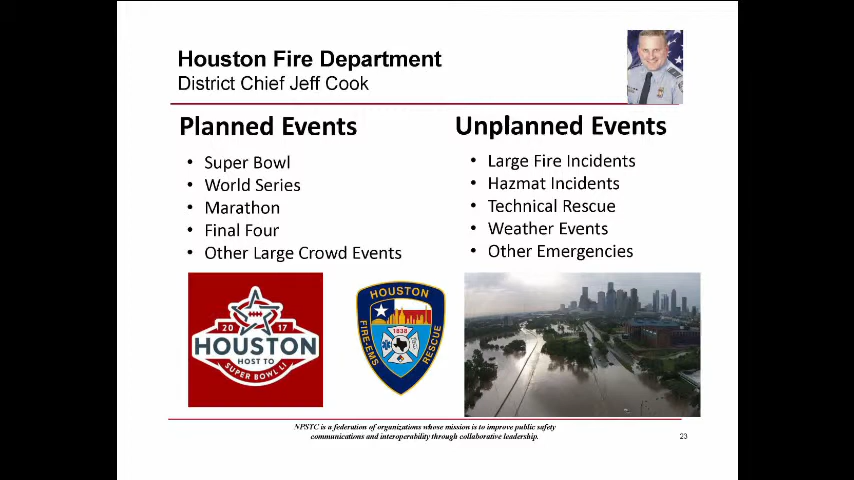 Houston Fire Department
District Chief Jeff Cook
Planned Events
• Super Bowl
• World Series
• Marathon
• Final Four
• Other Large Crowd Events
Unplanned Events
• Large Fire Incidents
• Hazmat Incidents
• Technical Rescue
• Weather Events
• Other Emergencies
20 17
HOUSTON
HOST TO
SUPER BOWL LI
HOUSTON
1838
FIRE-EMS
RESCUE
NPSTC is a federation of organizations whose mission is to improve public safety
communications and interoperability through collaborative leadership.
23